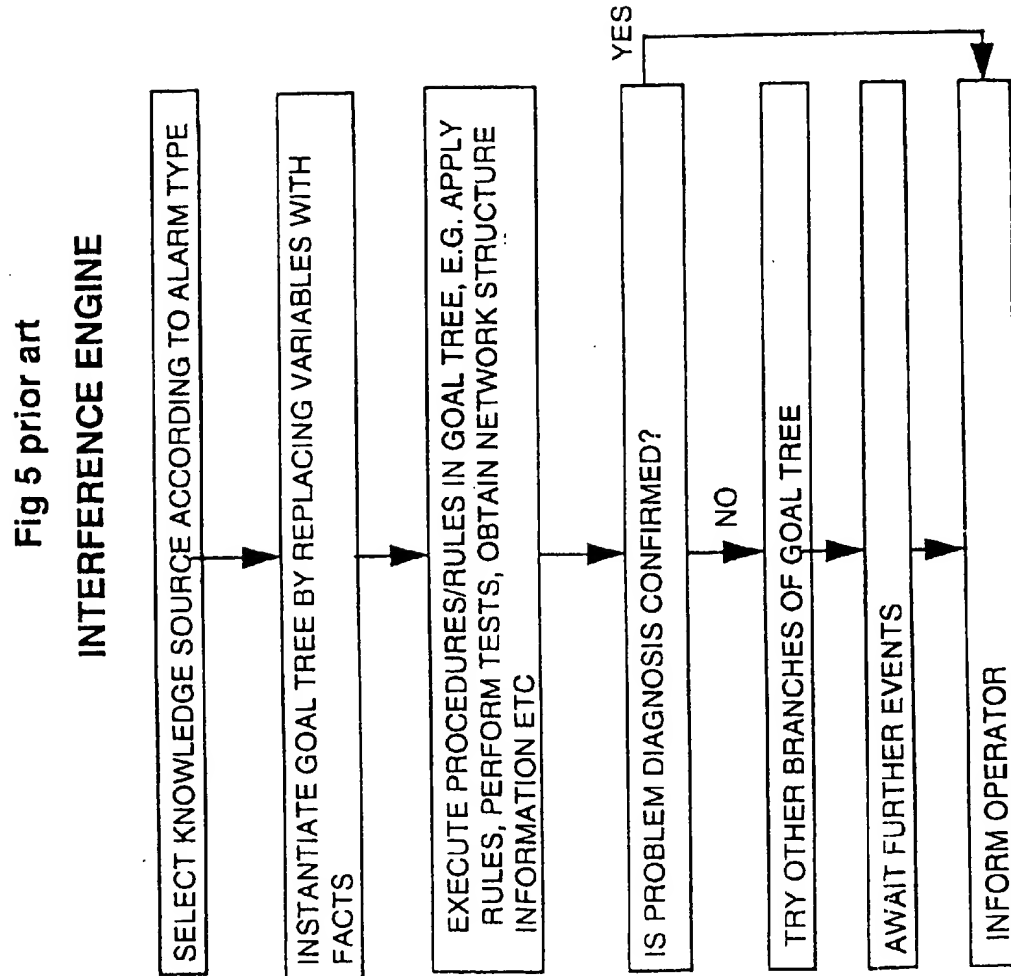 Fig 5 prior art
INTERFERENCE ENGINE
SELECT KNOWLEDGE SOURCE ACCORDING TO ALARM TYPE
INSTANTIATE GOAL TREE BY REPLACING VARIABLES WITH
FACTS
EXECUTE PROCEDURES/RULES IN GOAL TREE, E.G. APPLY
RULES, PERFORM TESTS, OBTAIN NETWORK STRUCTURE
INFORMATION ETC
IS PROBLEM DIAGNOSIS CONFIRMED?
YES
NO
TRY OTHER BRANCHES OF GOAL TREE
AWAIT FURTHER EVENTS
INFORM OPERATOR